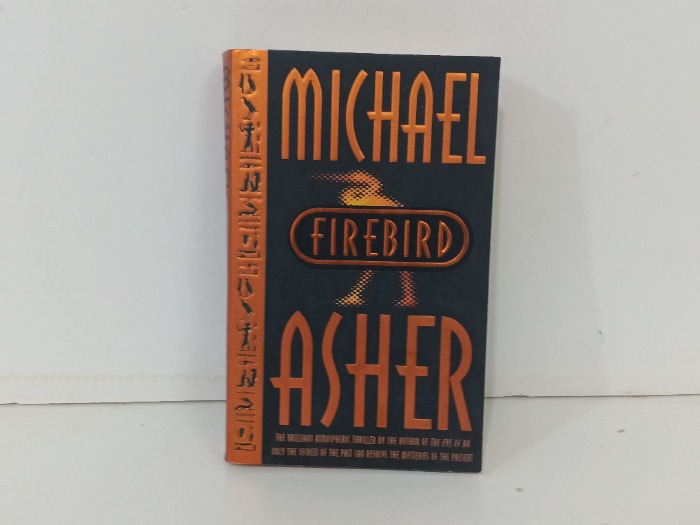 MICHAEL
FIREBIRD
ASHER
THE BRILLIANT ATMOSPHERIC THRILLER BY THE AUTHOR OF THE EYE OF RA
ONLY THE SECRETS OF THE PAST CAN RESOLVE THE MYSTERIES OF THE PRESENT